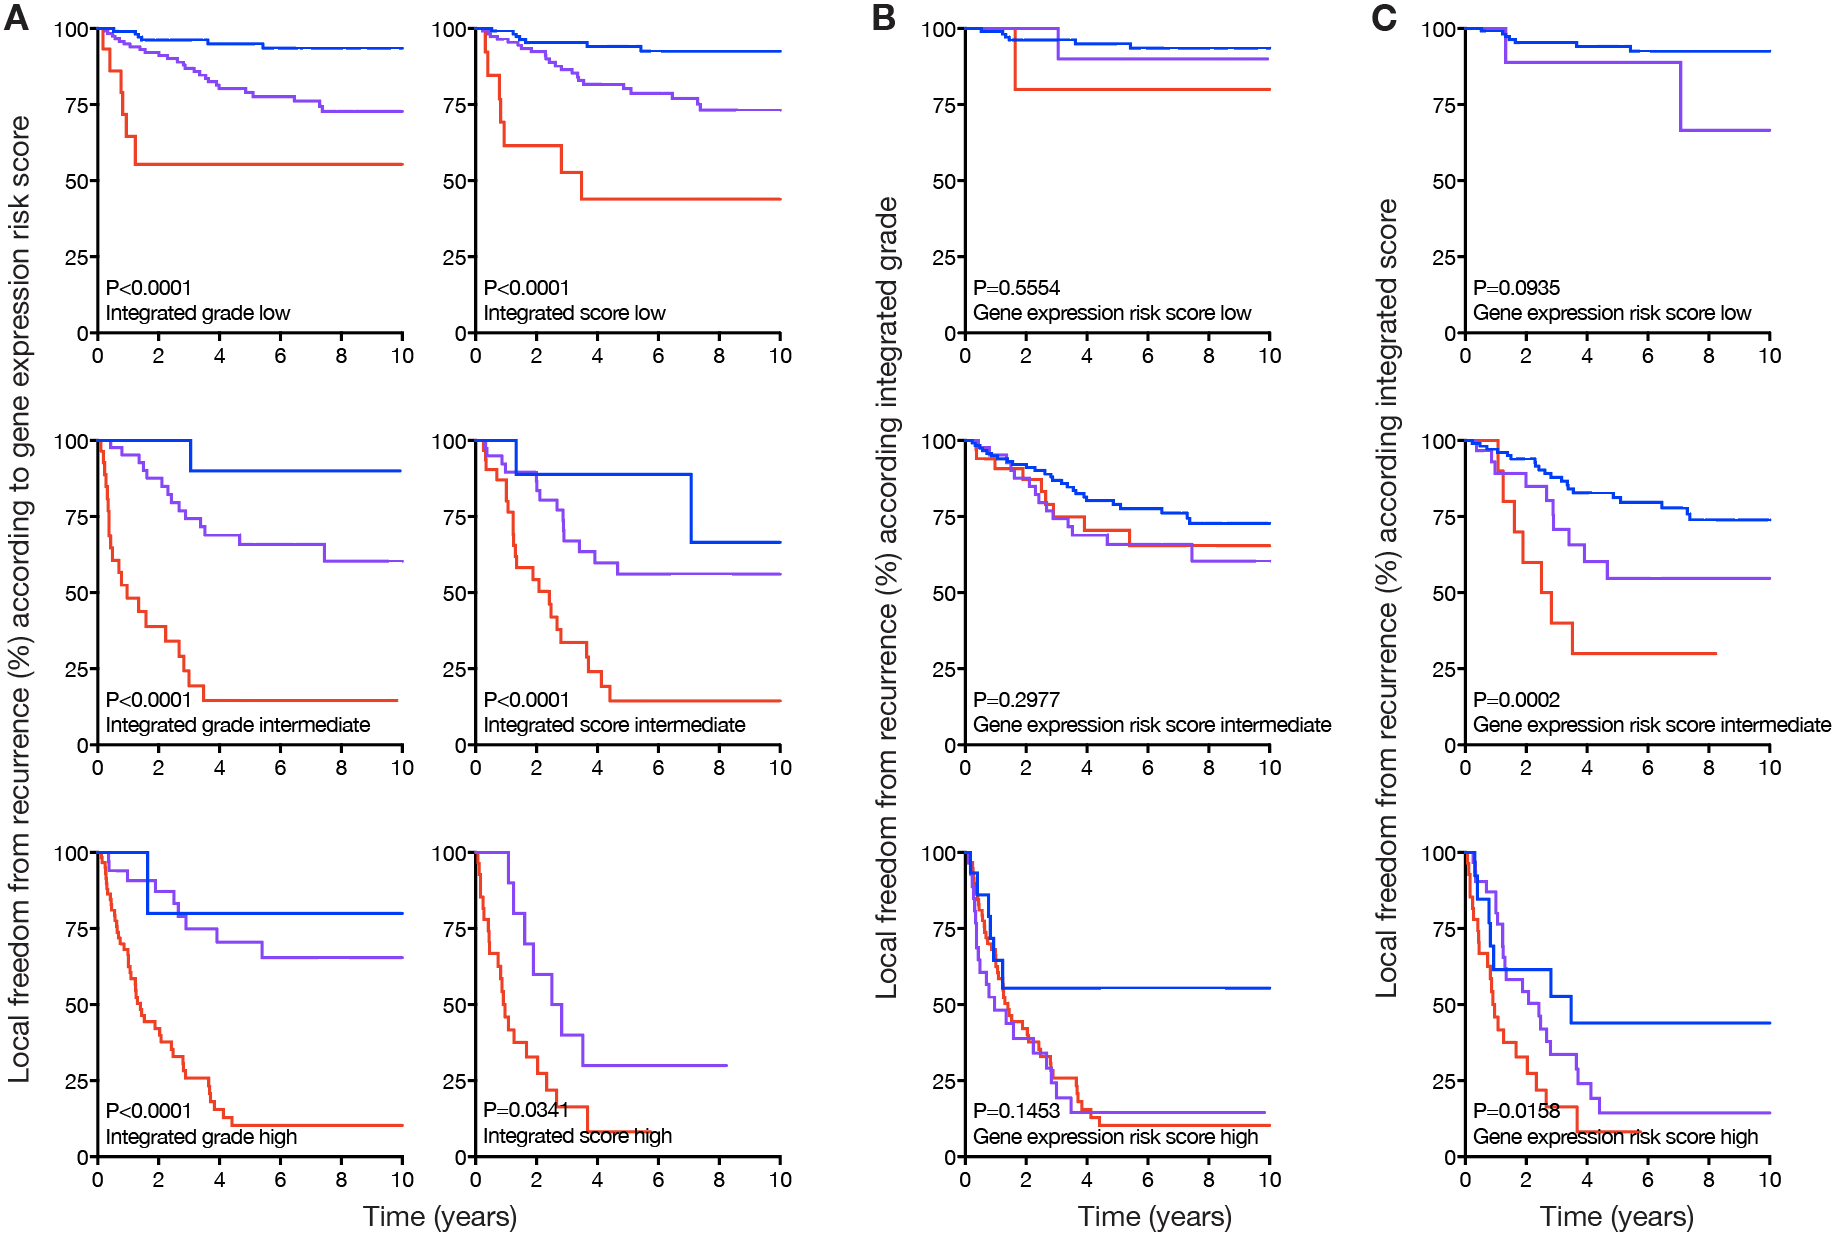 A
B
C
Local freedom from recurrence (%) according to gene expression risk score
100
75
50
25
0
P<0.0001
Integrated grade low
0 2 4 6 8 10
100
75
50
25
0
P<0.0001
Integrated score low
0 2 4 6 8 10
100
75
50
25
0
P<0.0001
Integrated grade intermediate
0 2 4 6 8 10
100
75
50
25
0
P<0.0001
Integrated score intermediate
0 2 4 6 8 10
100
75
50
25
0
P<0.0001
Integrated grade high
0 2 4 6 8 10
100
75
50
25
0
P=0.0341
Integrated score high
0 2 4 6 8 10
Time (years)
Local freedom from recurrence (%) according integrated grade
100
75
50
25
0
P=0.5554
Gene expression risk score low
0 2 4 6 8 10
100
75
50
25
0
P=0.2977
Gene expression risk score intermediate
0 2 4 6 8 10
100
75
50
25
0
P=0.1453
Gene expression risk score high
0 2 4 6 8 10
Time (years)
Local freedom from recurrence (%) according integrated score
100
75
50
25
0
P=0.0935
Gene expression risk score low
0 2 4 6 8 10
100
75
50
25
0
P=0.0002
Gene expression risk score intermediate
0 2 4 6 8 10
100
75
50
25
0
P=0.0158
Gene expression risk score high
0 2 4 6 8 10
Time (years)